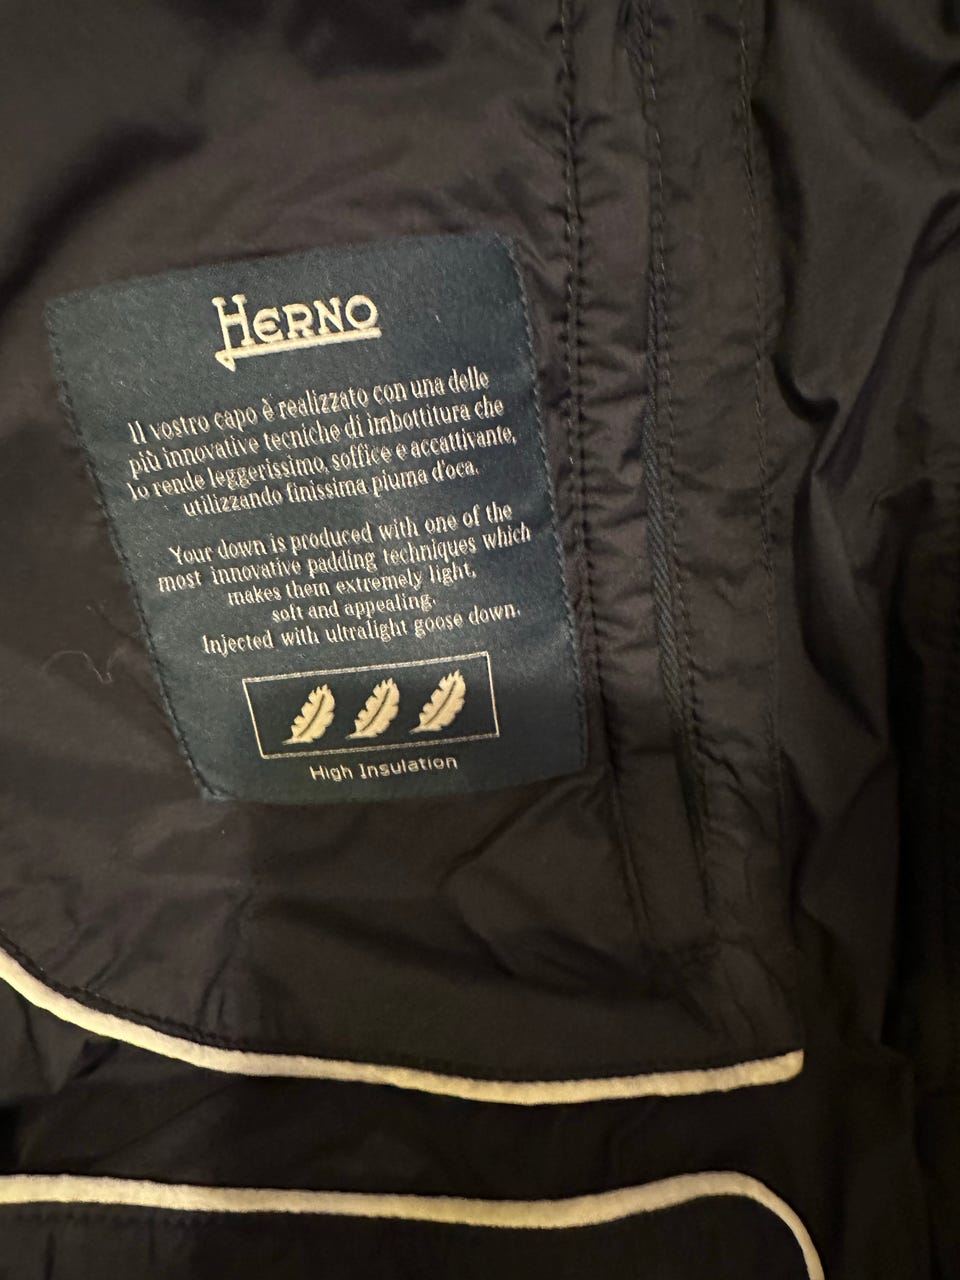 HERNO
Il vostro capo è realizzato con una delle
più innovative tecniche di imbottitura che
lo rende leggerissimo, soffice e accattivante,
utilizzando finissima piuma d'oca.
Your down is produced with one of the
most innovative padding techniques which
makes them extremely light,
soft and appealing.
Injected with ultralight goose down.
High Insulation